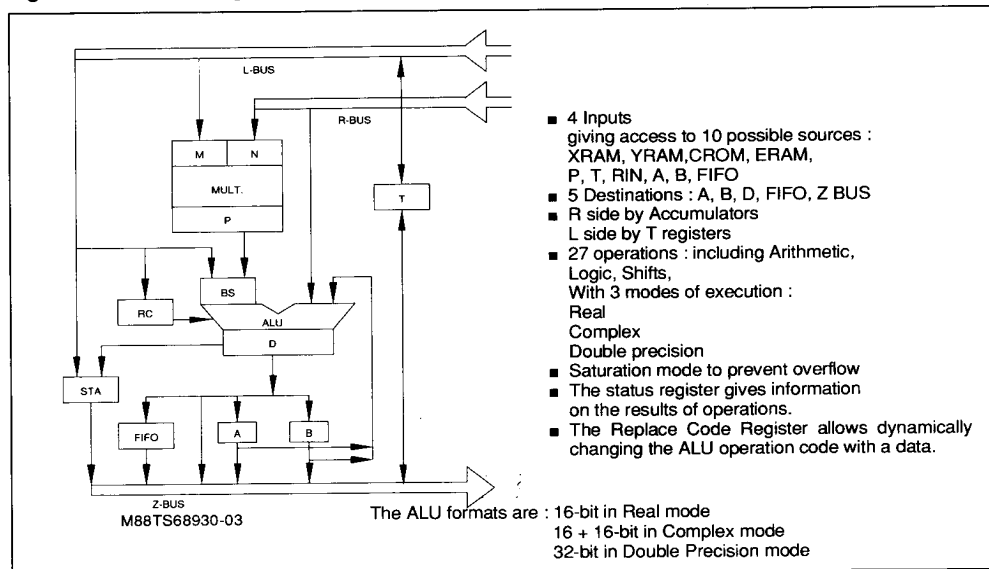 L-BUS
R-BUS
M
N
MULT.
P
T
BS
RC
ALU
D
STA
FIFO
A
B
Z-BUS
M88TS68930-03
■ 4 Inputs
giving access to 10 possible sources :
XRAM, YRAM,CROM, ERAM,
P, T, RIN, A, B, FIFO
■ 5 Destinations : A, B, D, FIFO, Z BUS
■ R side by Accumulators
L side by T registers
■ 27 operations : including Arithmetic,
Logic, Shifts,
With 3 modes of execution :
Real
Complex
Double precision
■ Saturation mode to prevent overflow
■ The status register gives information
on the results of operations.
■ The Replace Code Register allows dynamically
changing the ALU operation code with a data.
The ALU formats are : 16-bit in Real mode
16 + 16-bit in Complex mode
32-bit in Double Precision mode